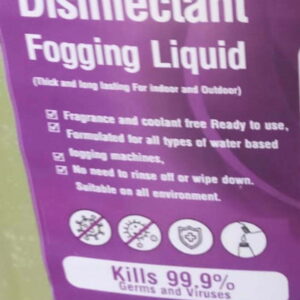 Disinfectant
Fogging Liquid
(Thick and long lasting For indoor and Outdoor)
Fragrance and coolant free Ready to use,
Formulated for all types of water based
fogging machines,
No need to rinse off or wipe down.
Suitable on all environment.
Kills 99,9%
Germs and Viruses